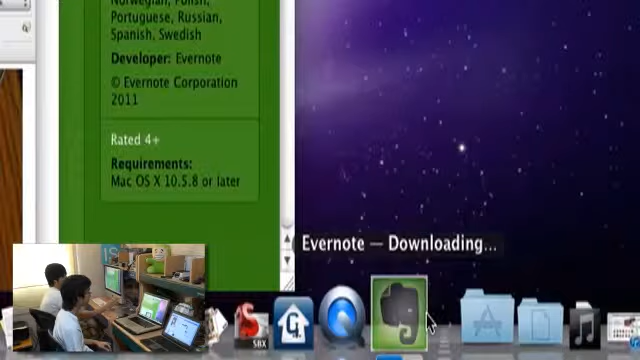 Norwegian, Polish,
Portuguese, Russian,
Spanish, Swedish
Developer: Evernote
© Evernote Corporation
2011
Rated 4+
Requirements:
Mac OS X 10.5.8 or later
Evernote — Downloading...
S
SBX
G